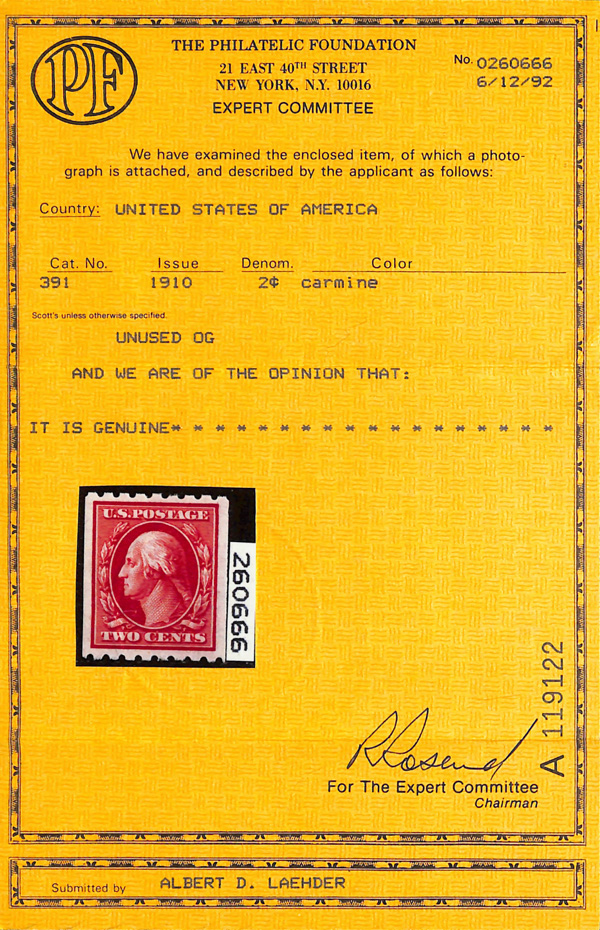 PF
THE PHILATELIC FOUNDATION
21 EAST 40TH STREET
NEW YORK, N.Y. 10016
EXPERT COMMITTEE
No. 0260666
6/12/92
We have examined the enclosed item, of which a photo-
graph is attached, and described by the applicant as follows:
Country: UNITED STATES OF AMERICA
Cat. No. Issue Denom. Color
391 1910 2¢ carmine
Scott's unless otherwise specified.
UNUSED OG
AND WE ARE OF THE OPINION THAT:
IT IS GENUINE* * * * * * * * * * * * * * * * * *
U.S. POSTAGE
TWO CENTS
260666
A 119122
R Rosen
For The Expert Committee
Chairman
Submitted by ALBERT D. LAEHDER